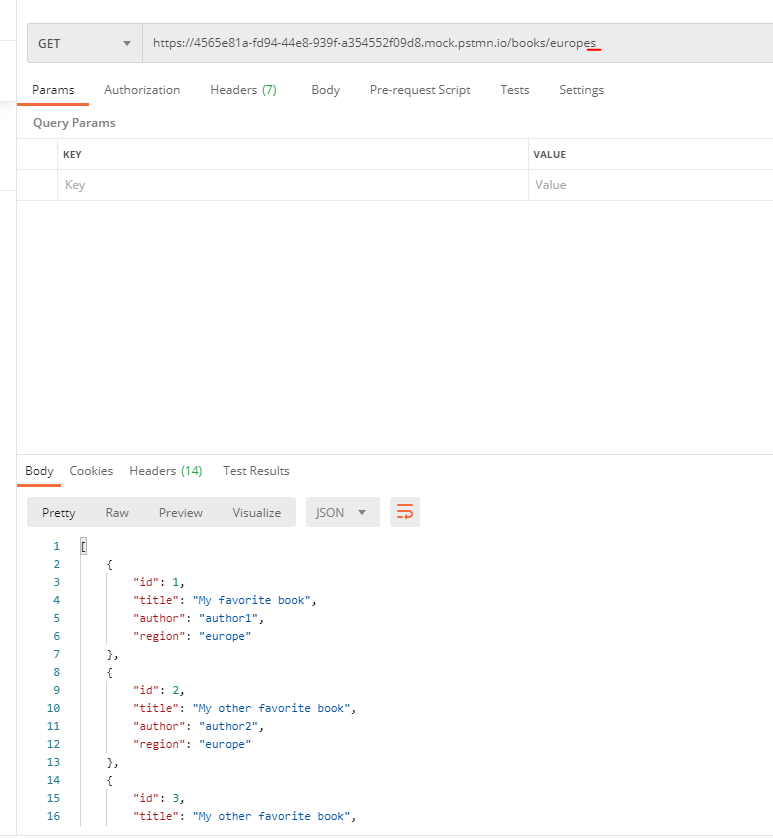 GET https://4565e81a-fd94-44e8-939f-a354552f09d8.mock.pstmn.io/books/europes
Params Authorization Headers (7) Body Pre-request Script Tests Settings
Query Params
KEY VALUE
Key Value
Body Cookies Headers (14) Test Results
Pretty Raw Preview Visualize JSON
1 [
2 {
3 "id": 1,
4 "title": "My favorite book",
5 "author": "author1",
6 "region": "europe"
7 },
8 {
9 "id": 2,
10 "title": "My other favorite book",
11 "author": "author2",
12 "region": "europe"
13 },
14 {
15 "id": 3,
16 "title": "My other favorite book",